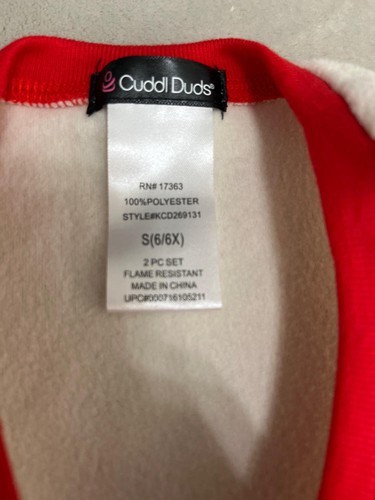 Cuddl Duds®
RN# 17363
100%POLYESTER
STYLE#KCD269131
S(6/6X)
2 PC SET
FLAME RESISTANT
MADE IN CHINA
UPC#000716105211